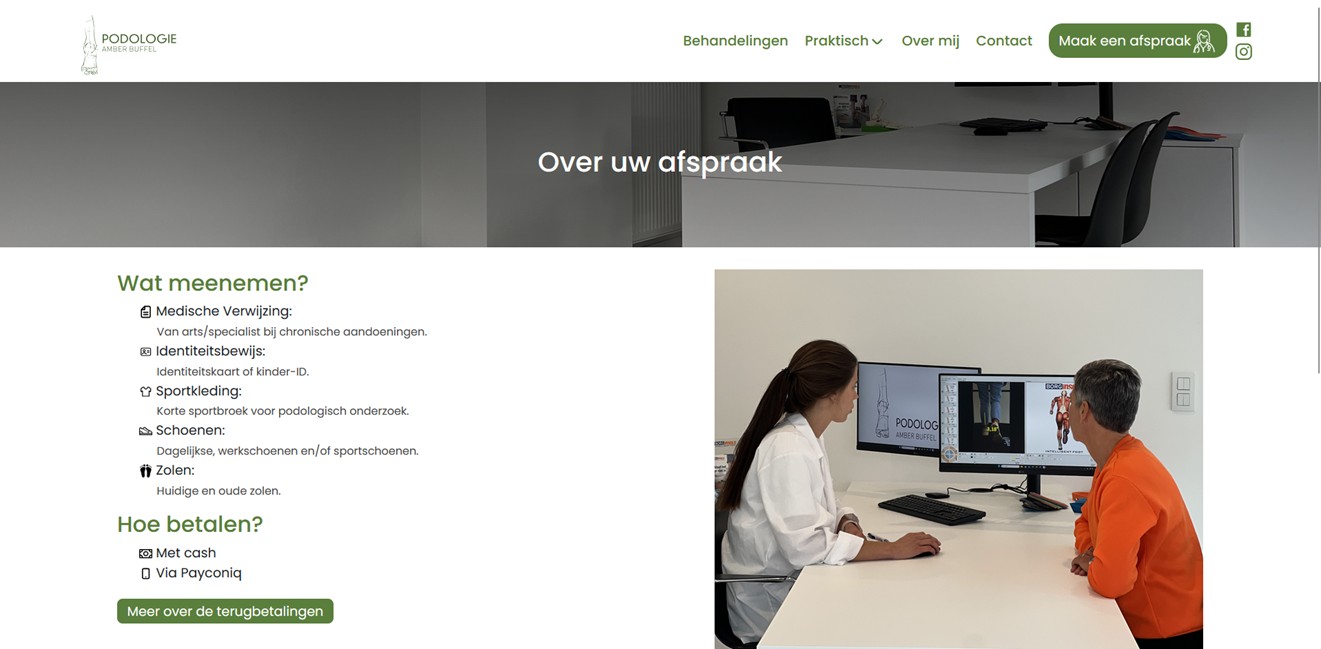 PODOLOGIE
AMBER BUFFEL
Behandelingen Praktisch Over mij Contact Maak een afspraak
Over uw afspraak
Wat meenemen?
Medische Verwijzing:
Van arts/specialist bij chronische aandoeningen.
Identiteitsbewijs:
Identiteitskaart of kinder-ID.
Sportkleding:
Korte sportbroek voor podologisch onderzoek.
Schoenen:
Dagelijkse, werkschoenen en/of sportschoenen.
Zolen:
Huidige en oude zolen.
Hoe betalen?
Met cash
Via Payconiq
Meer over de terugbetalingen
PODOLOG
AMBER BUFFEL
INTELLIGENT FOOT